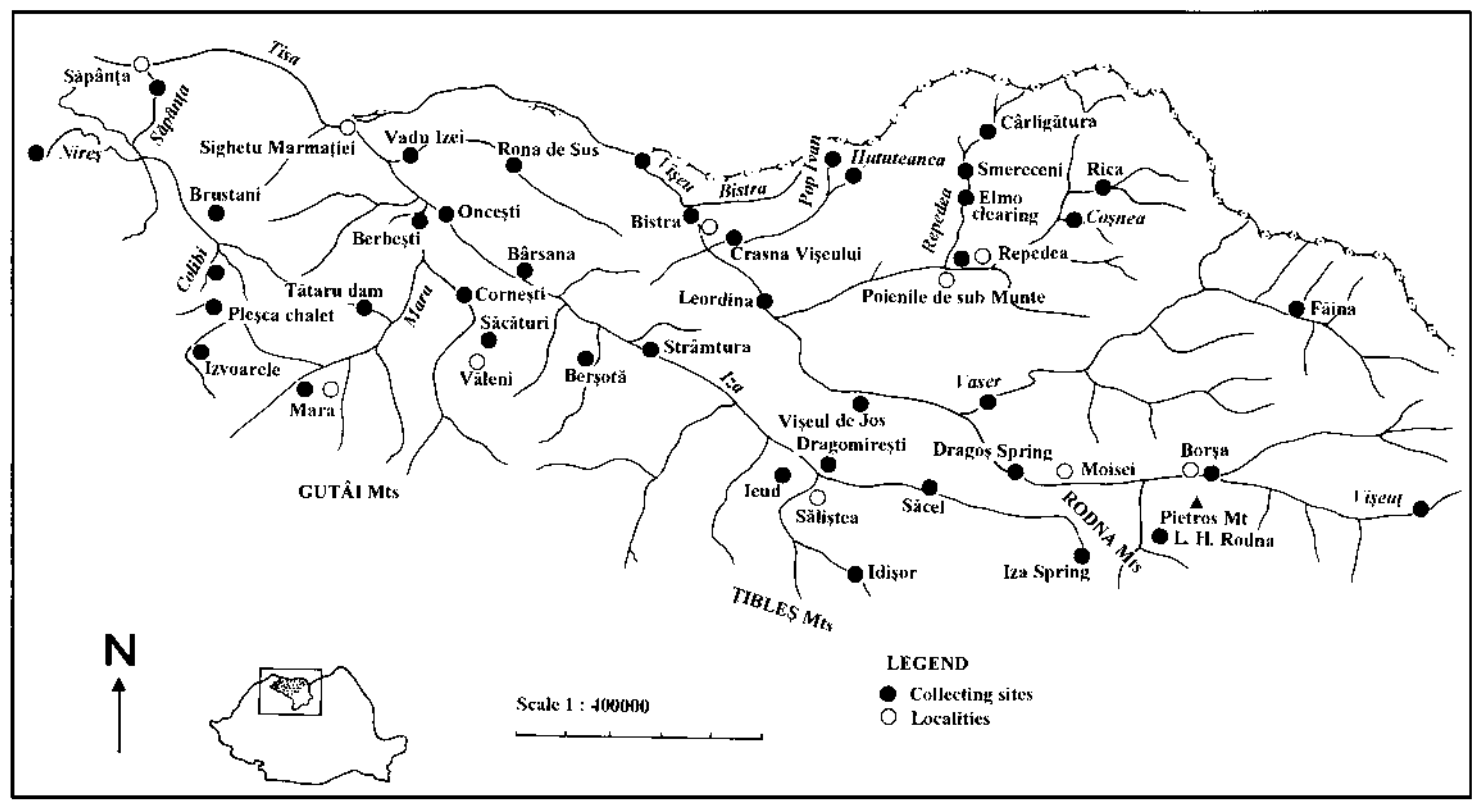 Tisa
Săpânța
Săpânța
Nireș
Sighetu Marmației
Vadu Izei
Rona de Sus
Vișeu
Bistra
Pop Ivan
Hututeanca
Cârligătura
Smereceni
Rica
Elmo
clearing
Coșnea
Repedea
Brustani
Berbești
Oncești
Bistra
Crasna Vișeului
Repedea
Bârsana
Colibi
Tătaru dam
Mara
Cornești
Leordina
Poienile de sub Munte
Pleșca chalet
Făina
Săcături
Strâmtura
Izvoarele
Văleni
Berșotă
Iza
Vaser
Mara
Vișeul de Jos
Dragomirești
Dragoș Spring
Moisei
Borșa
GUTÂI Mts
Ieud
Săliștea
Săcel
RODNA Mts
Vișeuț
Pietros Mt
L. H. Rodna
Iza Spring
Idișor
ȚIBLEȘ Mts
N
LEGEND
Scale 1 : 400000
Collecting sites
Localities